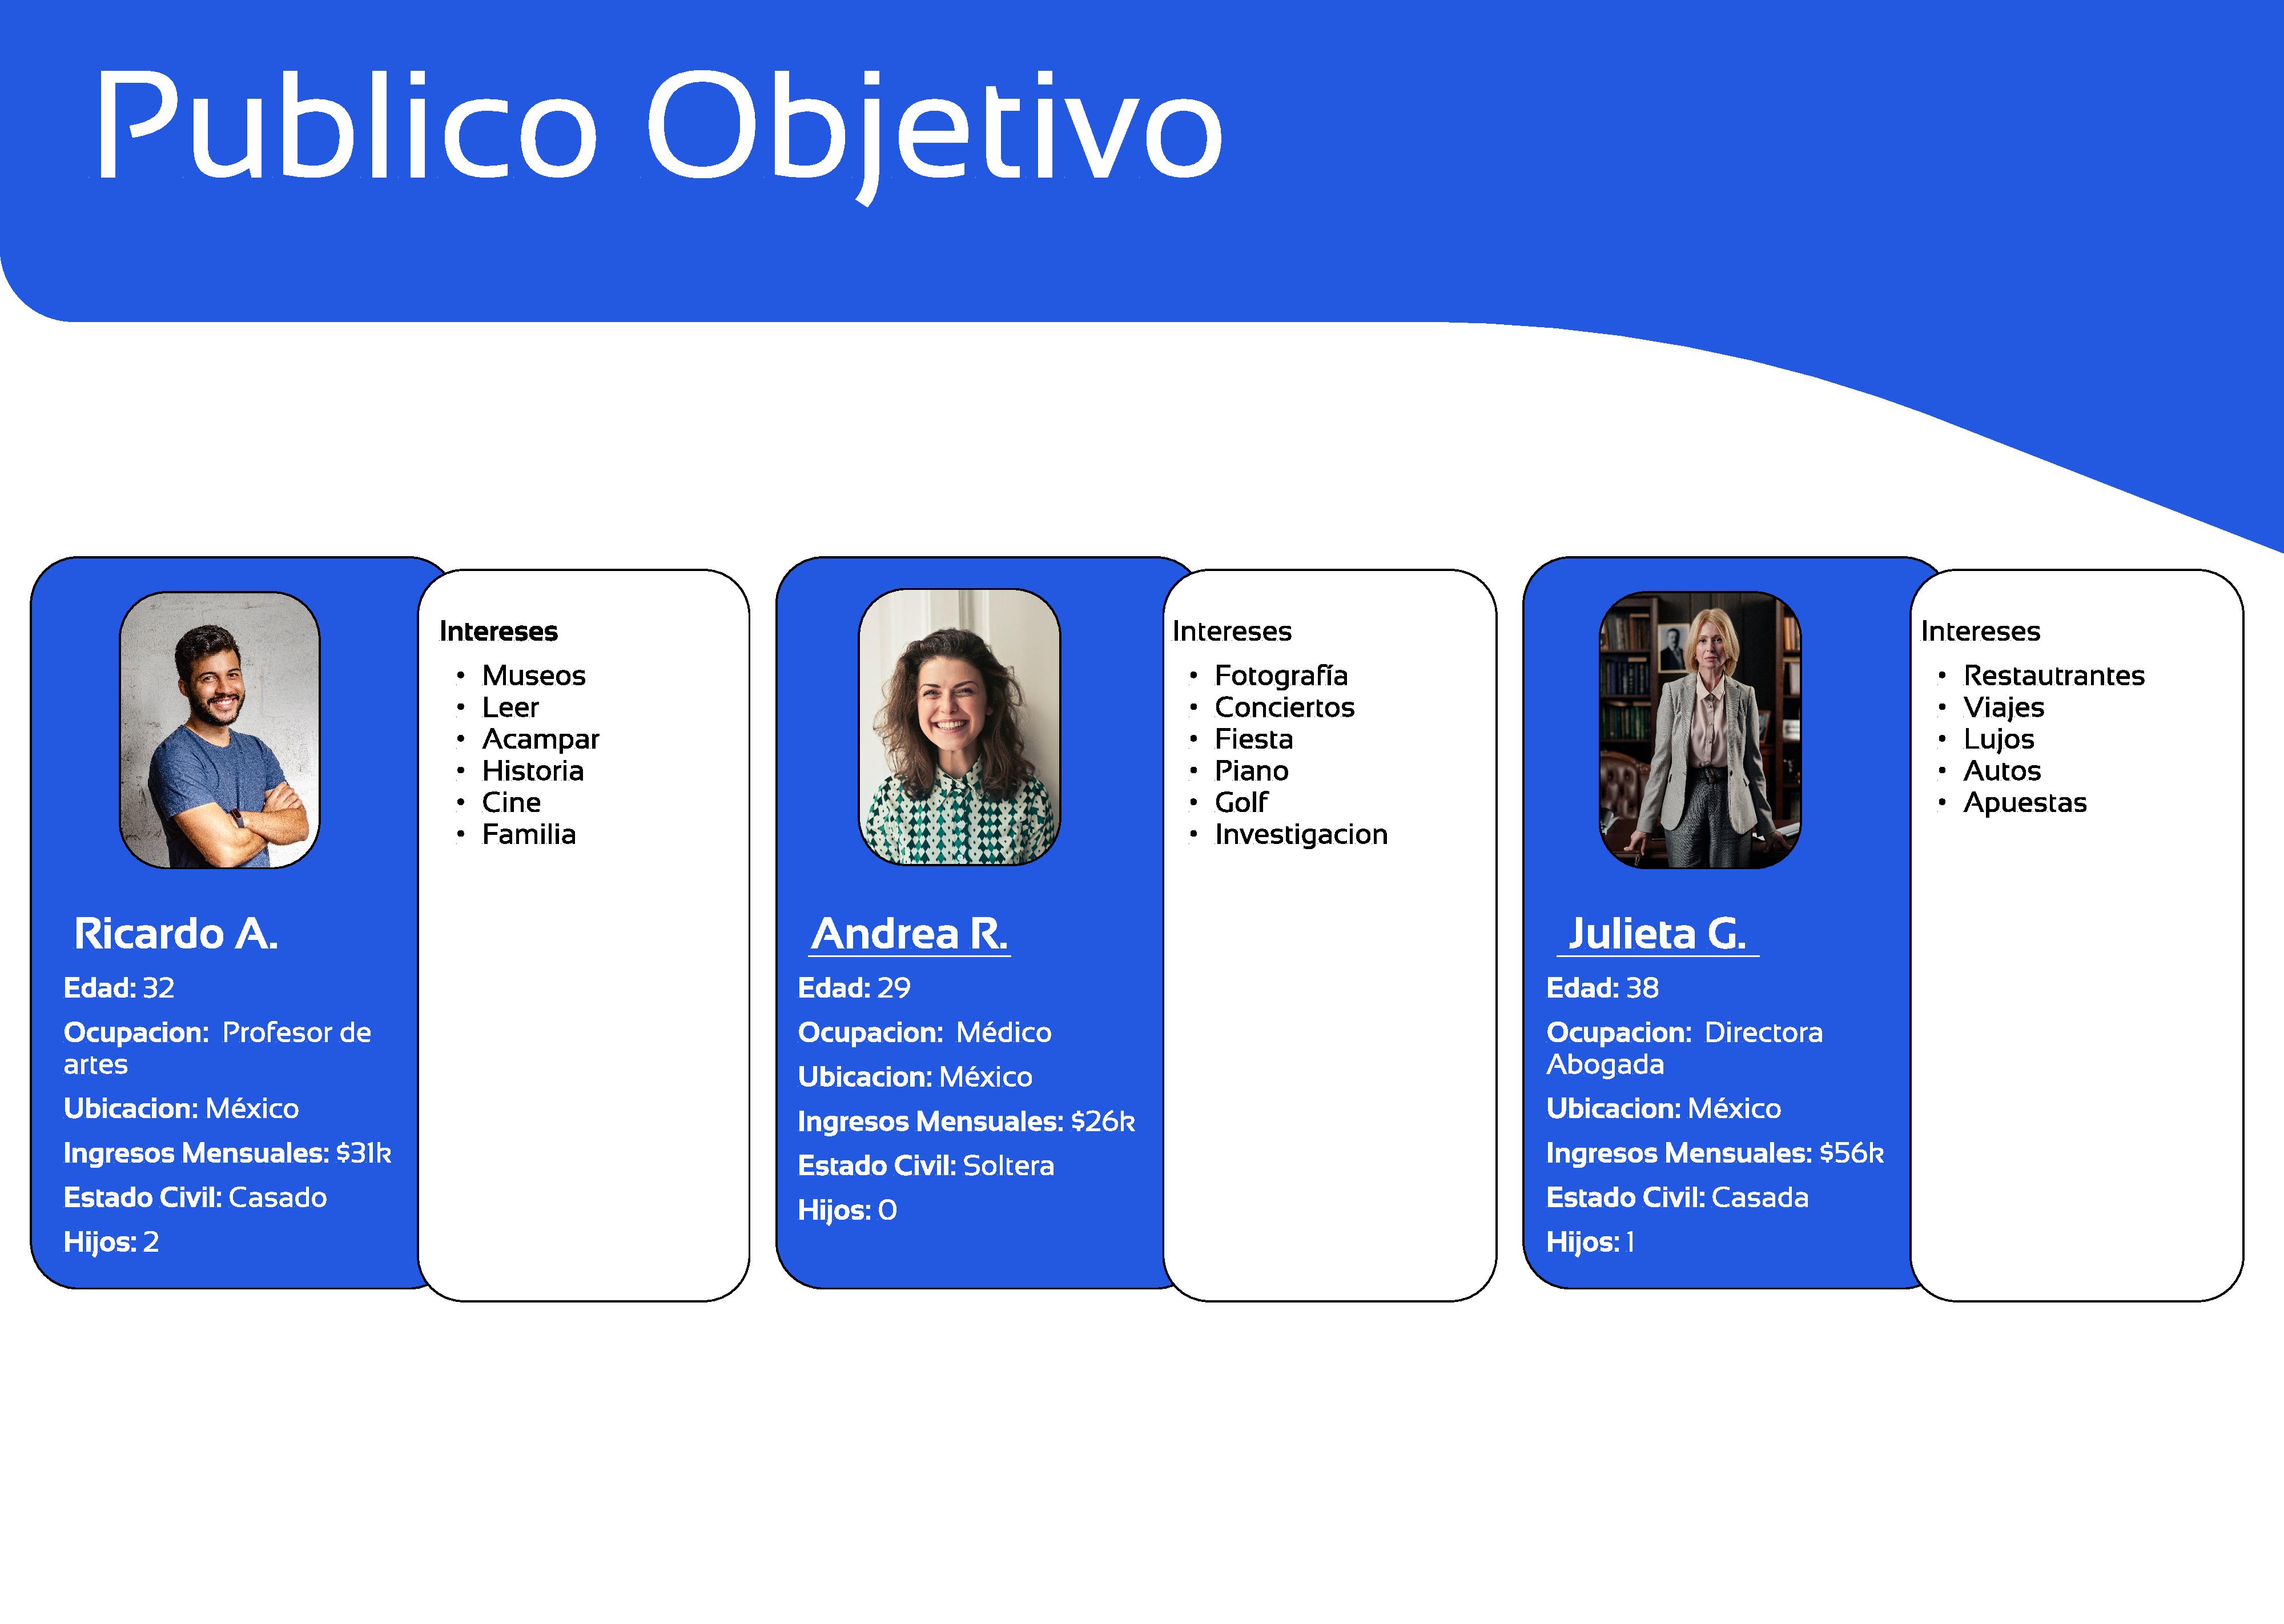 Publico Objetivo
Ricardo A.
Edad: 32
Ocupacion: Profesor de
artes
Ubicacion: México
Ingresos Mensuales: $31k
Estado Civil: Casado
Hijos: 2
Intereses
• Museos
• Leer
• Acampar
• Historia
• Cine
• Familia
Andrea R.
Edad: 29
Ocupacion: Médico
Ubicacion: México
Ingresos Mensuales: $26k
Estado Civil: Soltera
Hijos: 0
Intereses
• Fotografía
• Conciertos
• Fiesta
• Piano
• Golf
• Investigacion
Julieta G.
Edad: 38
Ocupacion: Directora
Abogada
Ubicacion: México
Ingresos Mensuales: $56k
Estado Civil: Casada
Hijos: 1
Intereses
• Restautrantes
• Viajes
• Lujos
• Autos
• Apuestas